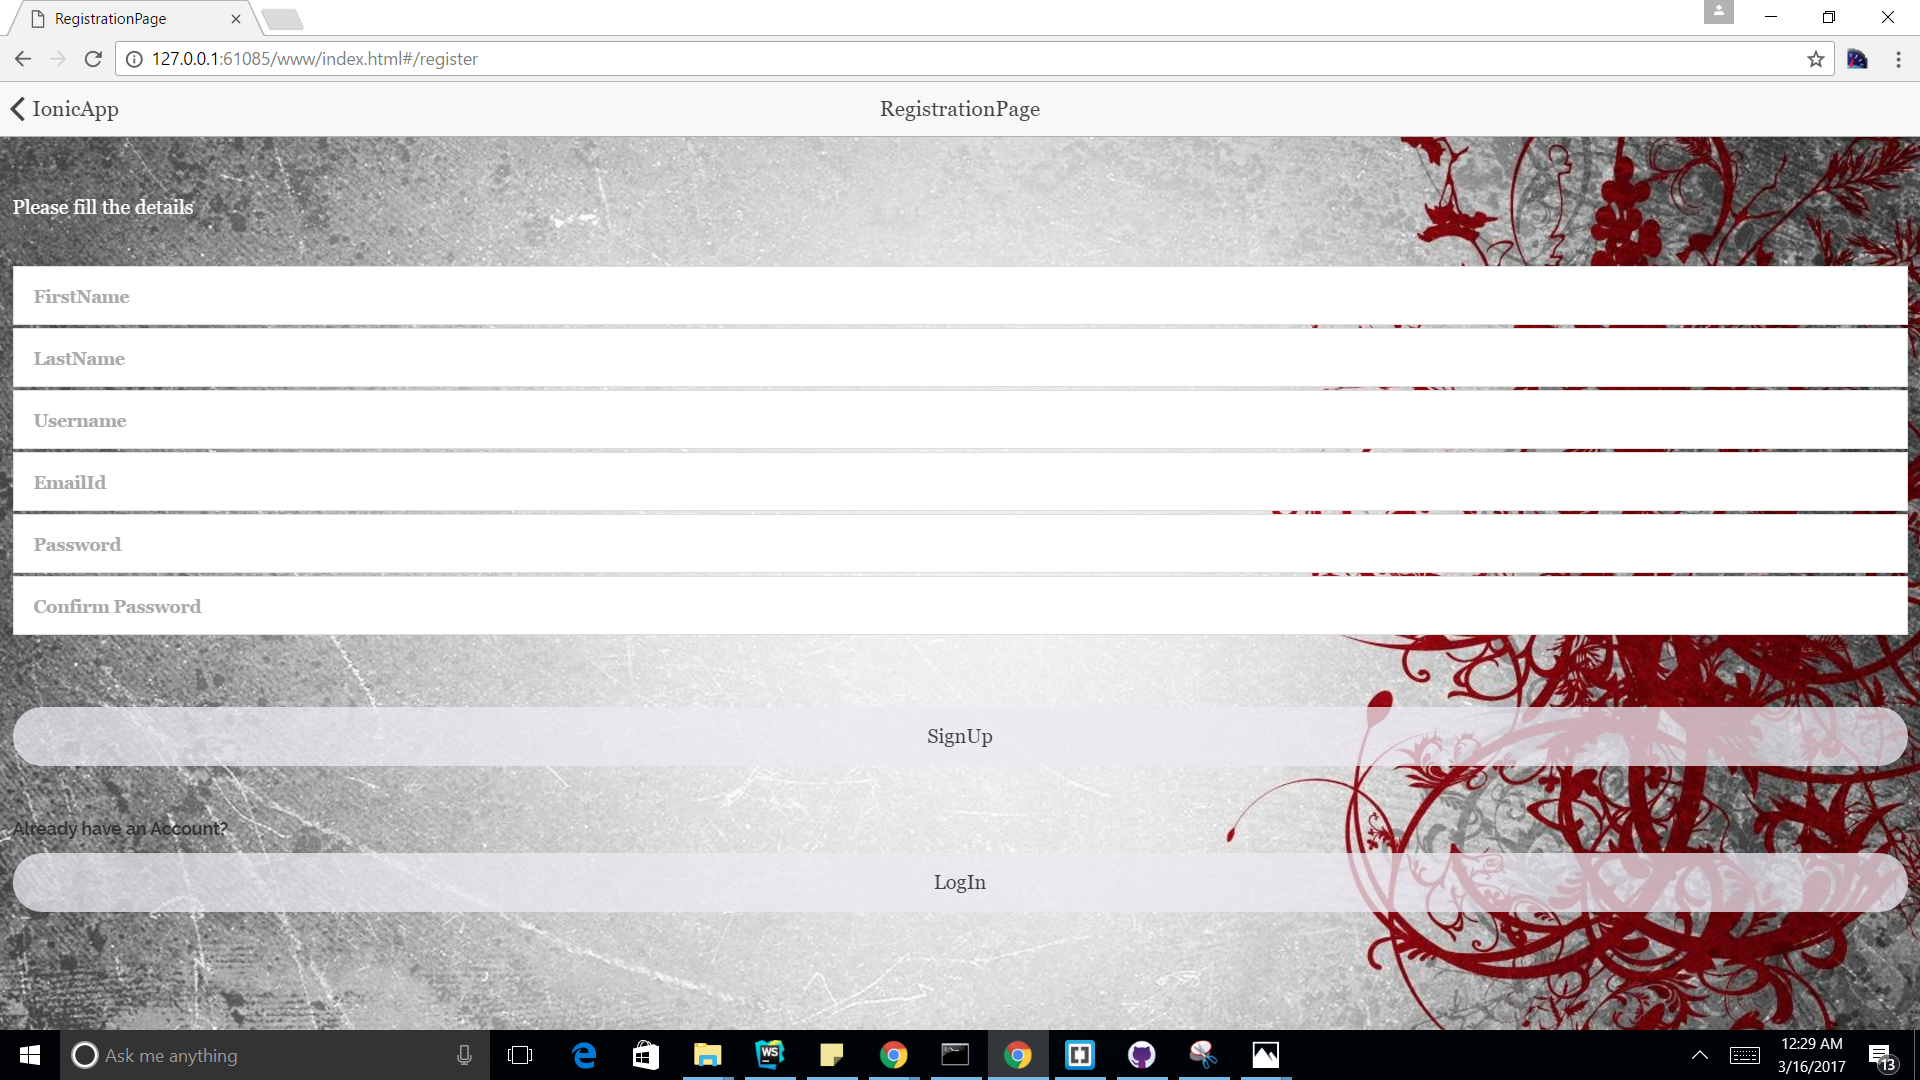 RegistrationPage
127.0.0.1:61085/www/index.html#/register
IonicApp
RegistrationPage
Please fill the details
FirstName
LastName
Username
EmailId
Password
Confirm Password
SignUp
Already have an Account?
LogIn
Ask me anything
WS
12:29 AM
3/16/2017
13